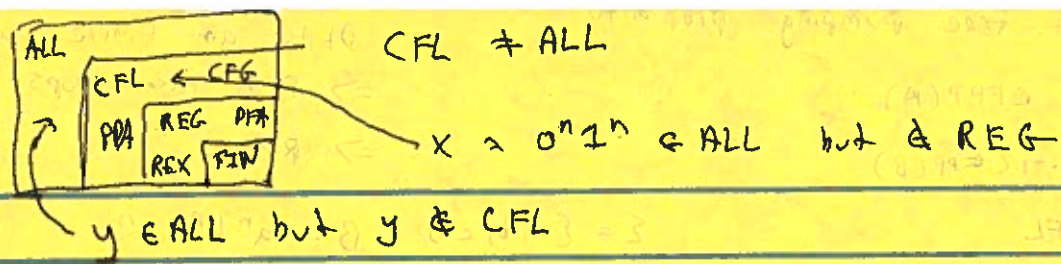 ALL
CFL ≠ ALL
CFL ← CFG
PDA
REG DFA
REX FIN
x = 0ⁿ1ⁿ ∈ ALL but ∉ REG
y ∈ ALL but y ∉ CFL